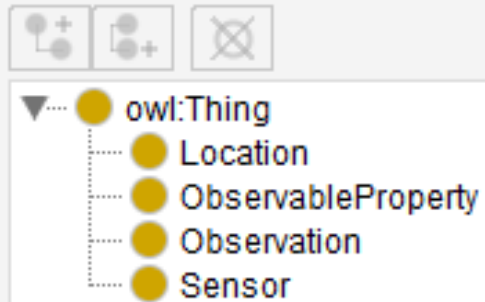 owl:Thing
Location
ObservableProperty
Observation
Sensor